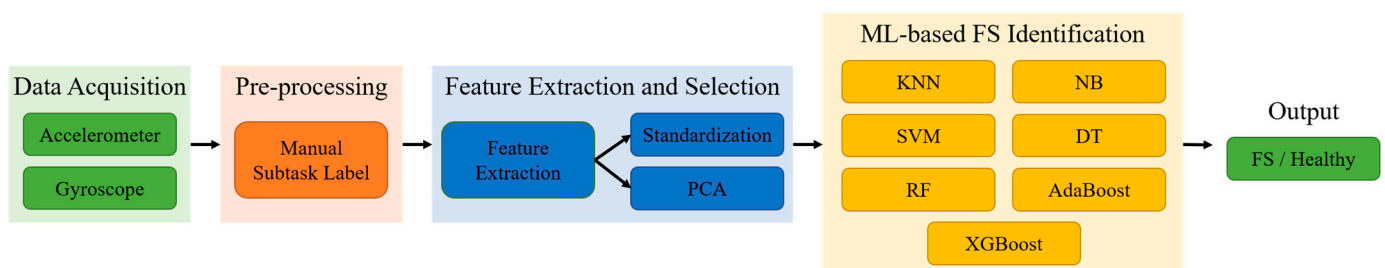 Data Acquisition
Accelerometer
Gyroscope
Pre-processing
Manual
Subtask Label
Feature Extraction and Selection
Feature
Extraction
Standardization
PCA
ML-based FS Identification
KNN
NB
SVM
DT
RF
AdaBoost
XGBoost
Output
FS / Healthy